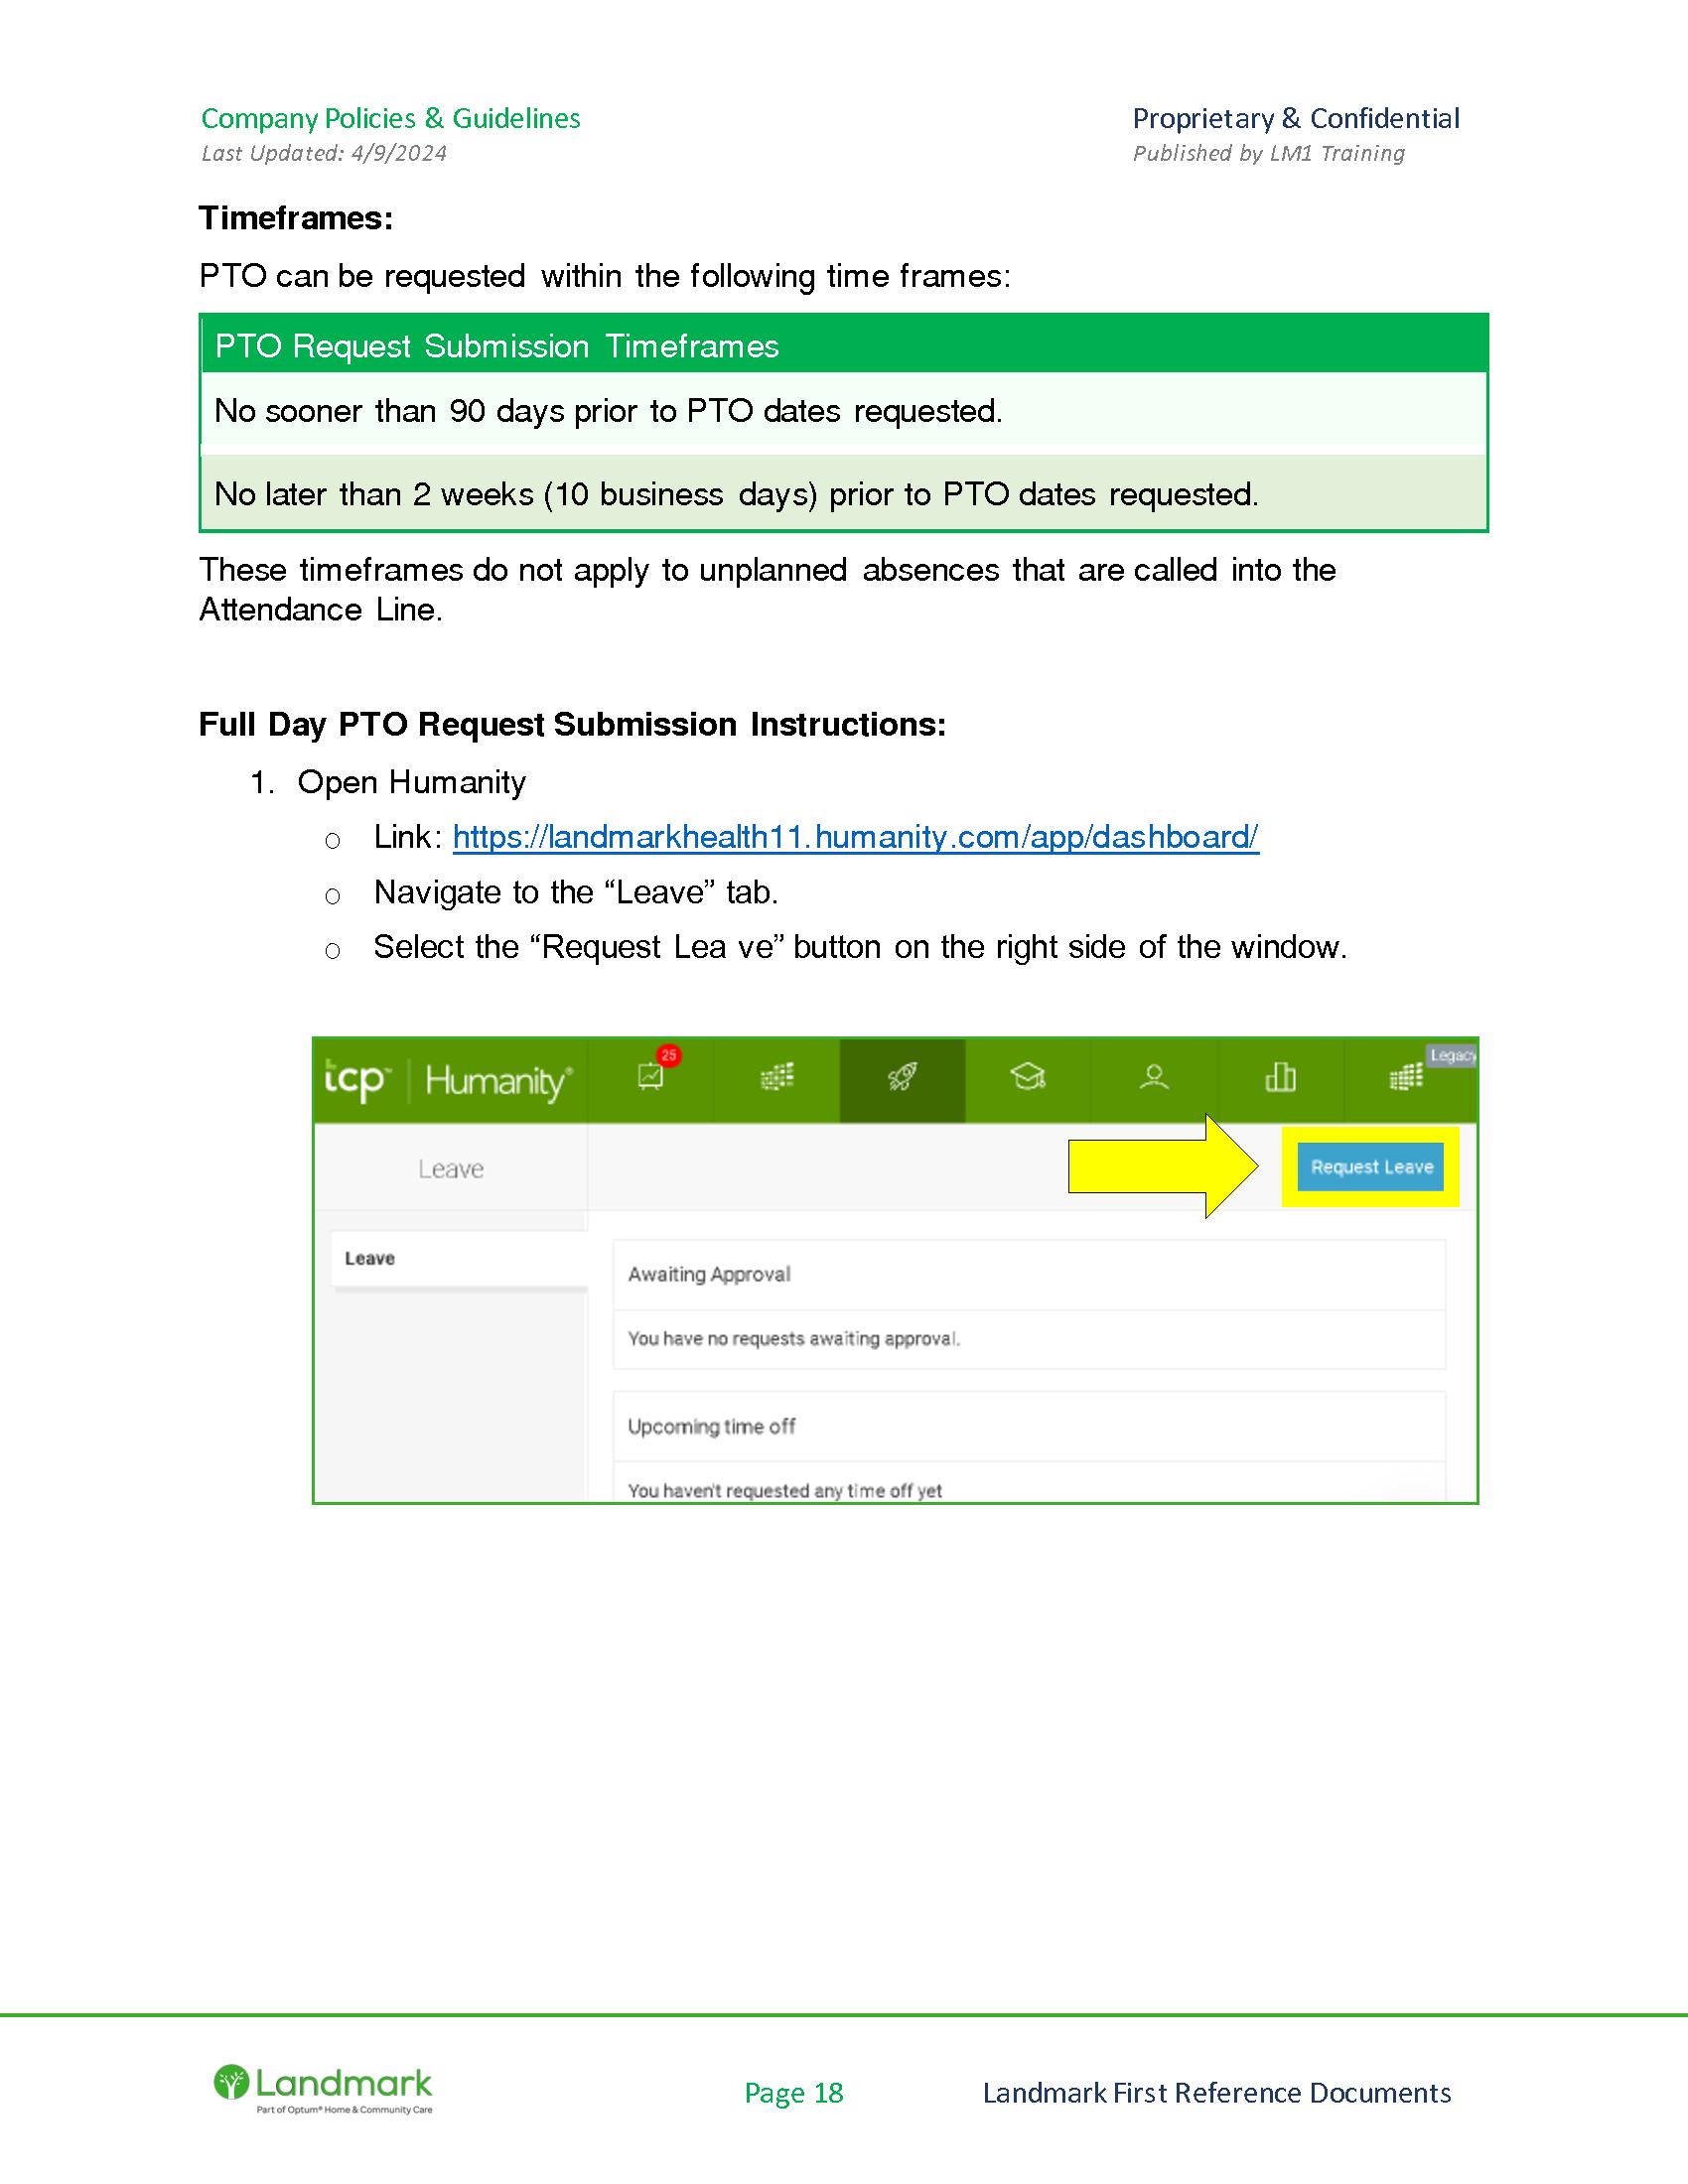 Company Policies & Guidelines
Proprietary & Confidential
Last Updated: 4/9/2024
Published by LM1 Training
Timeframes:
PTO can be requested within the following time frames:
PTO Request Submission Timeframes
No sooner than 90 days prior to PTO dates requested.
No later than 2 weeks (10 business days) prior to PTO dates requested.
These timeframes do not apply to unplanned absences that are called into the
Attendance Line.
Full Day PTO Request Submission Instructions:
1. Open Humanity
o Link: https://landmarkhealth11.humanity.com/app/dashboard/
o Navigate to the “Leave” tab.
o Select the “Request Lea ve” button on the right side of the window.
tcp™ | Humanity®
25
Legacy
Leave
Request Leave
Leave
Awaiting Approval
You have no requests awaiting approval.
Upcoming time off
You haven't requested any time off yet
Landmark
Part of Optum® Home & Community Care
Page 18
Landmark First Reference Documents